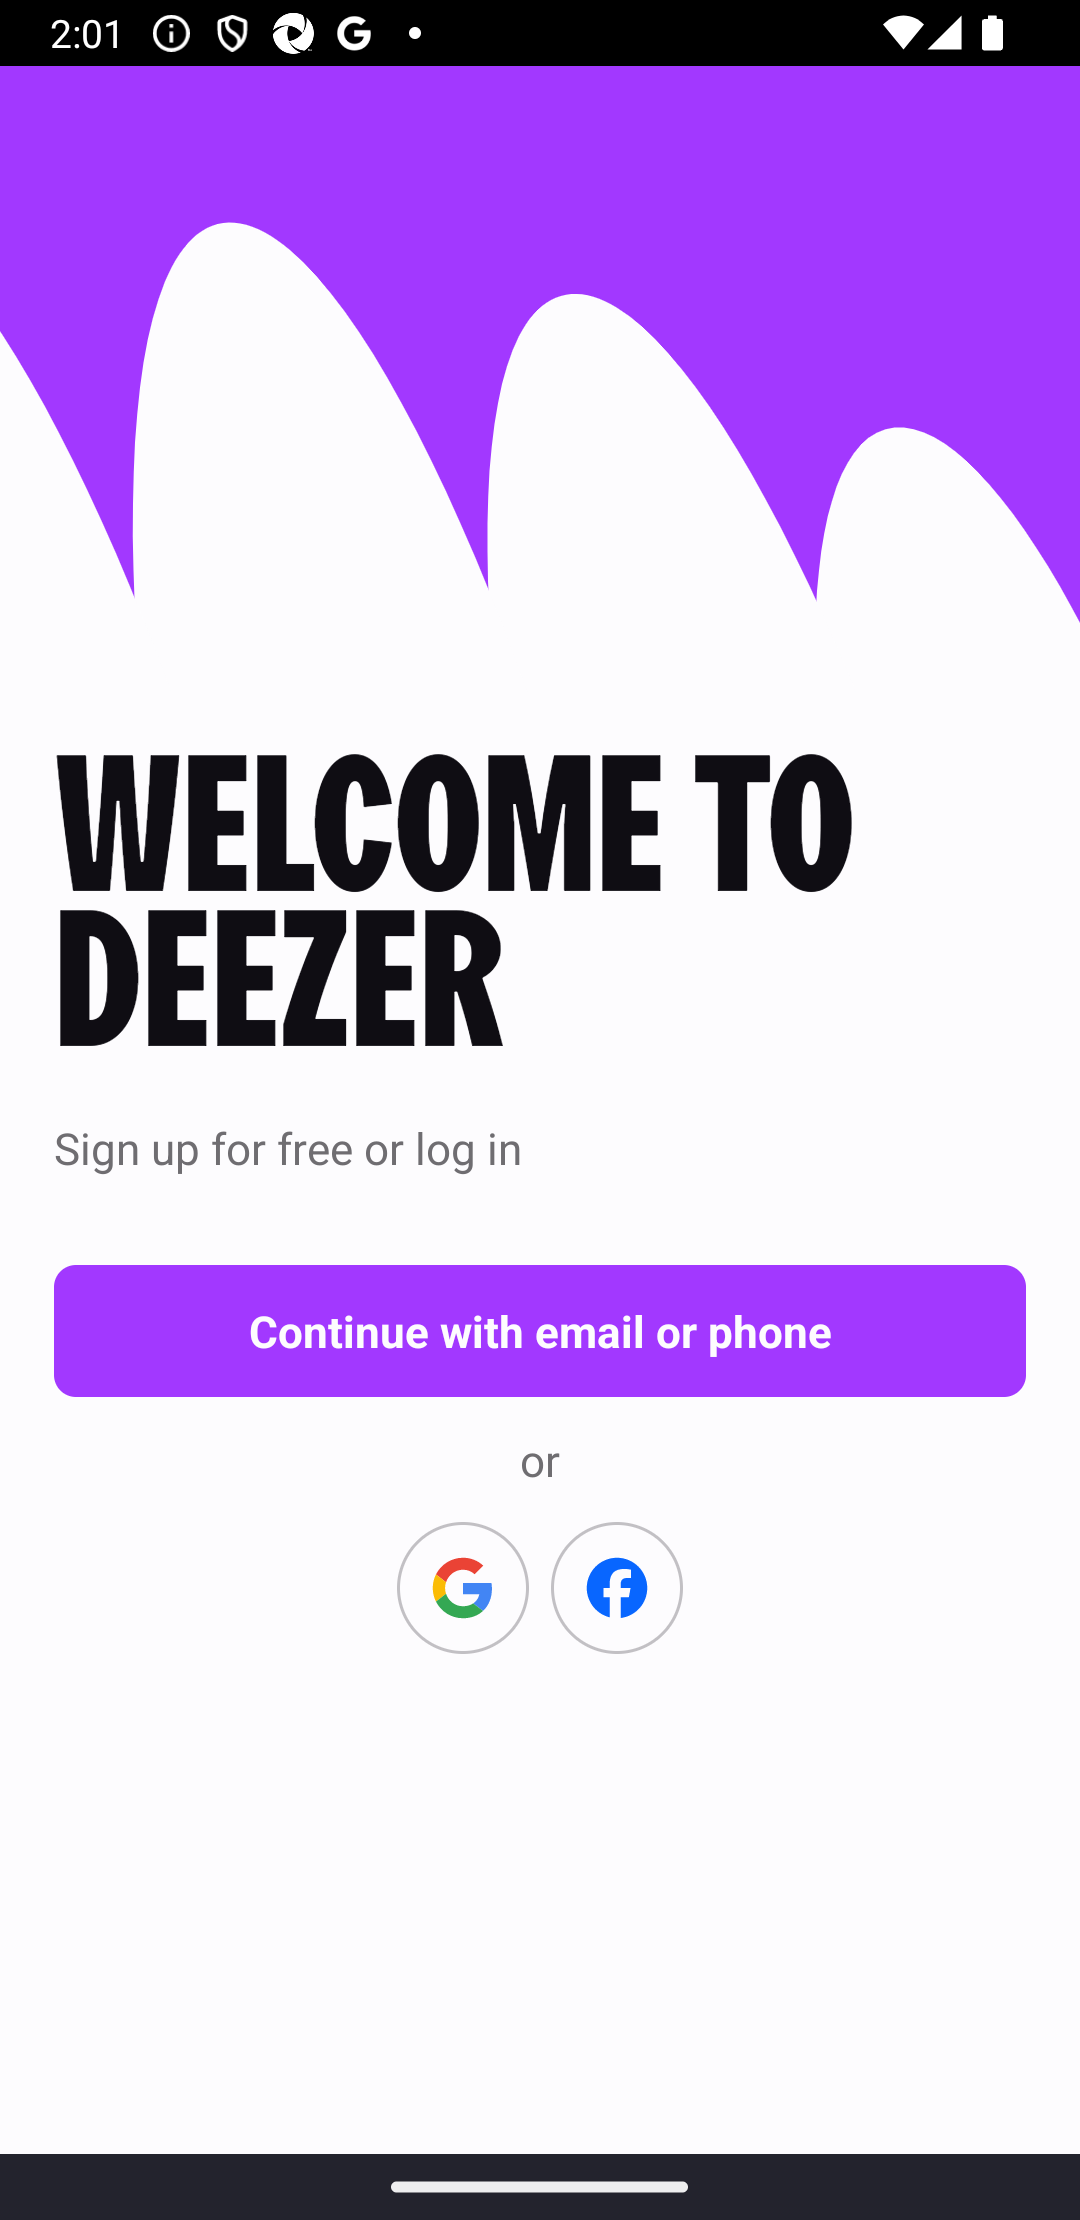 2:01
WELCOME TO
DEEZER
Sign up for free or log in
Continue with email or phone
or